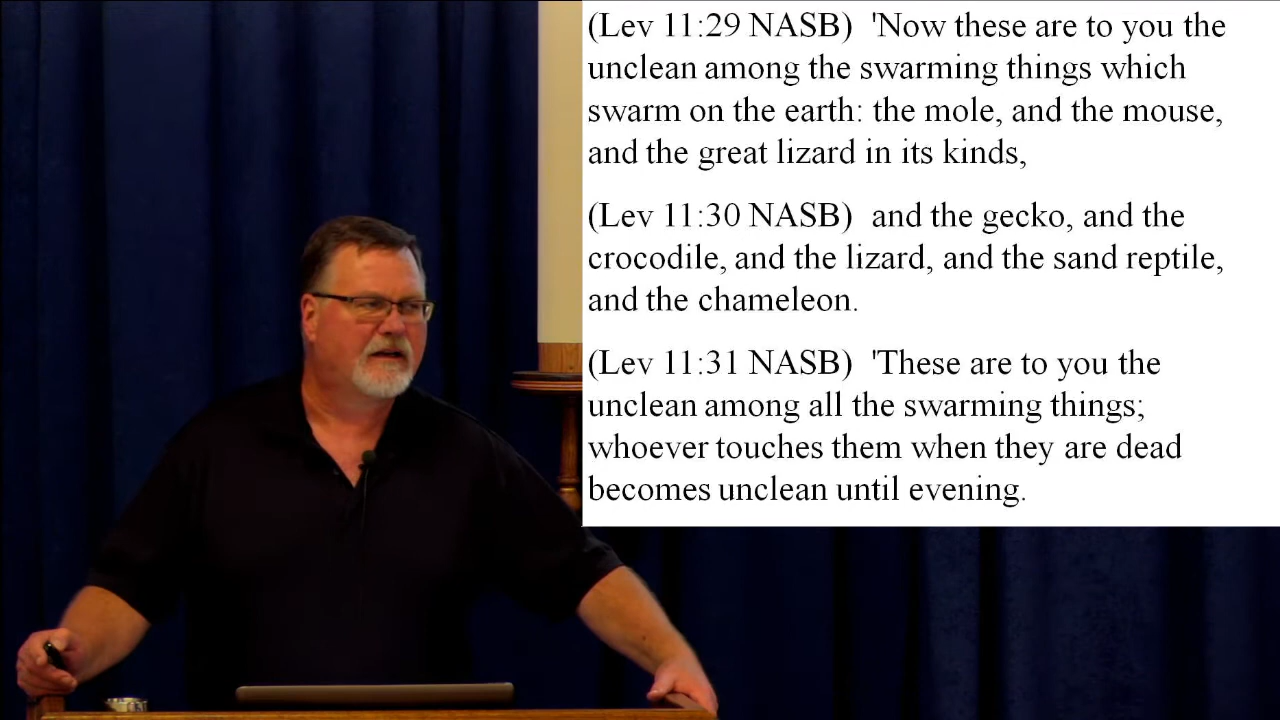 (Lev 11:29 NASB)  'Now these are to you the
unclean among the swarming things which
swarm on the earth: the mole, and the mouse,
and the great lizard in its kinds,
(Lev 11:30 NASB)  and the gecko, and the
crocodile, and the lizard, and the sand reptile,
and the chameleon.
(Lev 11:31 NASB)  'These are to you the
unclean among all the swarming things;
whoever touches them when they are dead
becomes unclean until evening.